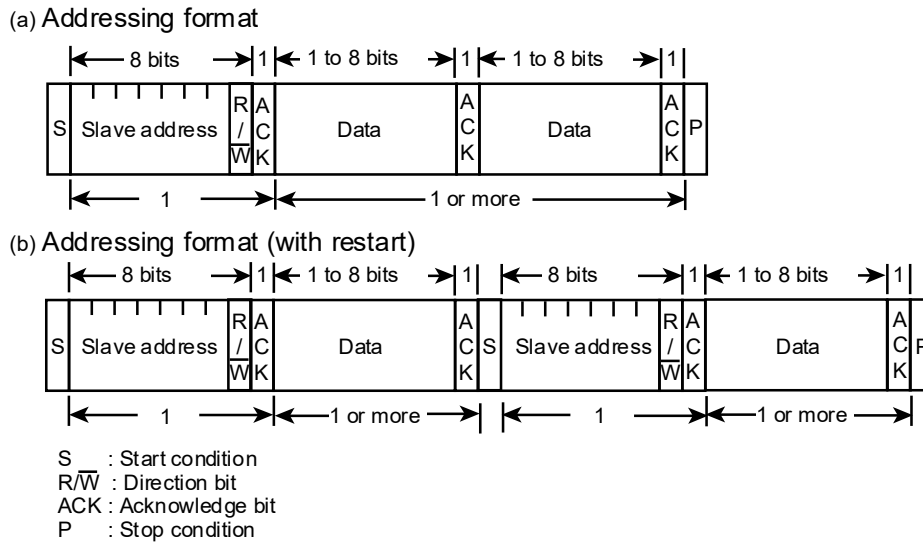 (a) Addressing format
8 bits 1 1 to 8 bits 1 1 to 8 bits 1
S Slave address R/W̅ ACK Data ACK Data ACK P
1 1 or more
(b) Addressing format (with restart)
8 bits 1 1 to 8 bits 1 8 bits 1 1 to 8 bits 1
S Slave address R/W̅ ACK Data ACK S Slave address R/W̅ ACK Data ACK P
1 1 or more 1 1 or more
S : Start condition
R/W̅ : Direction bit
ACK : Acknowledge bit
P : Stop condition